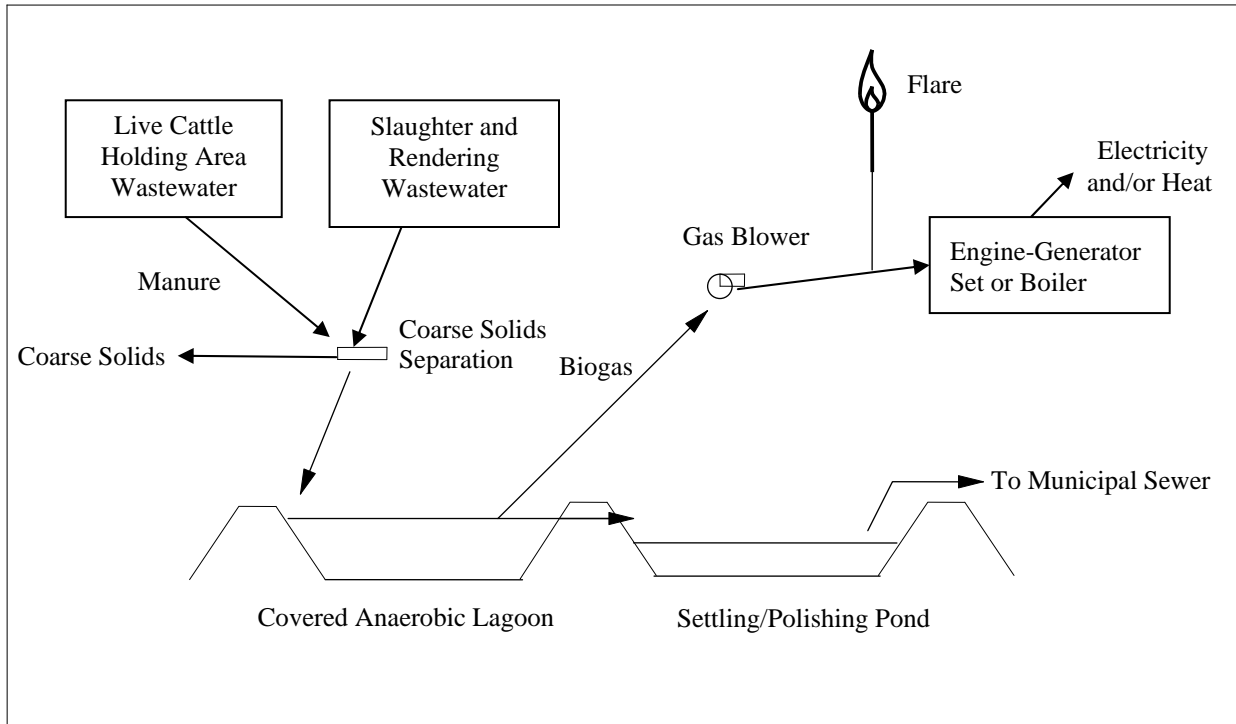 Live Cattle
Holding Area
Wastewater
Slaughter and
Rendering
Wastewater
Flare
Electricity
and/or Heat
Gas Blower
Engine-Generator
Set or Boiler
Manure
Coarse Solids
Coarse Solids
Separation
Biogas
To Municipal Sewer
Covered Anaerobic Lagoon
Settling/Polishing Pond